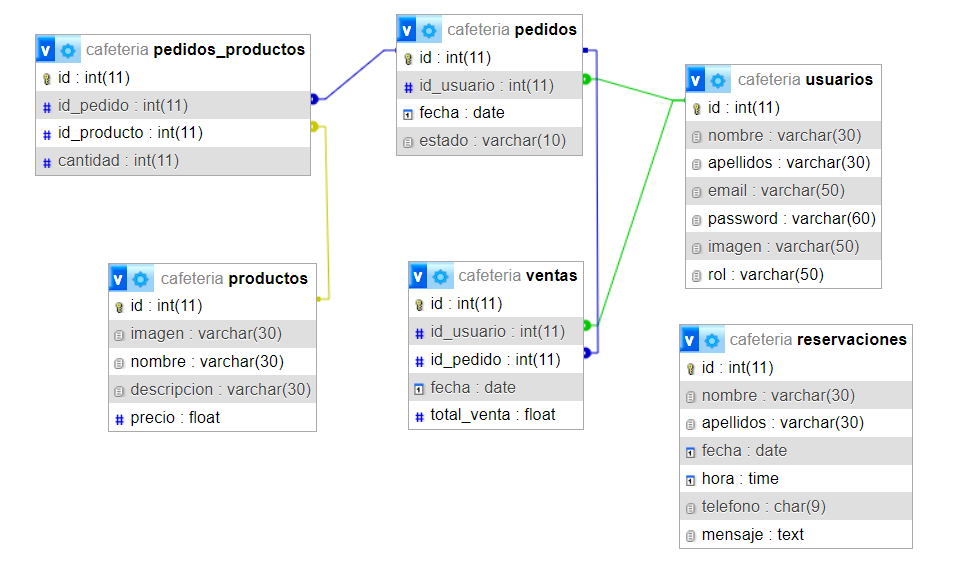 v cafeteria pedidos_productos
id : int(11)
# id_pedido : int(11)
# id_producto : int(11)
# cantidad : int(11)
v cafeteria pedidos
id : int(11)
# id_usuario : int(11)
fecha : date
estado : varchar(10)
v cafeteria usuarios
id : int(11)
nombre : varchar(30)
apellidos : varchar(30)
email : varchar(50)
password : varchar(60)
imagen : varchar(50)
rol : varchar(50)
v cafeteria productos
id : int(11)
imagen : varchar(30)
nombre : varchar(30)
descripcion : varchar(30)
# precio : float
v cafeteria ventas
id : int(11)
# id_usuario : int(11)
# id_pedido : int(11)
fecha : date
# total_venta : float
v cafeteria reservaciones
id : int(11)
nombre : varchar(30)
apellidos : varchar(30)
fecha : date
hora : time
telefono : char(9)
mensaje : text